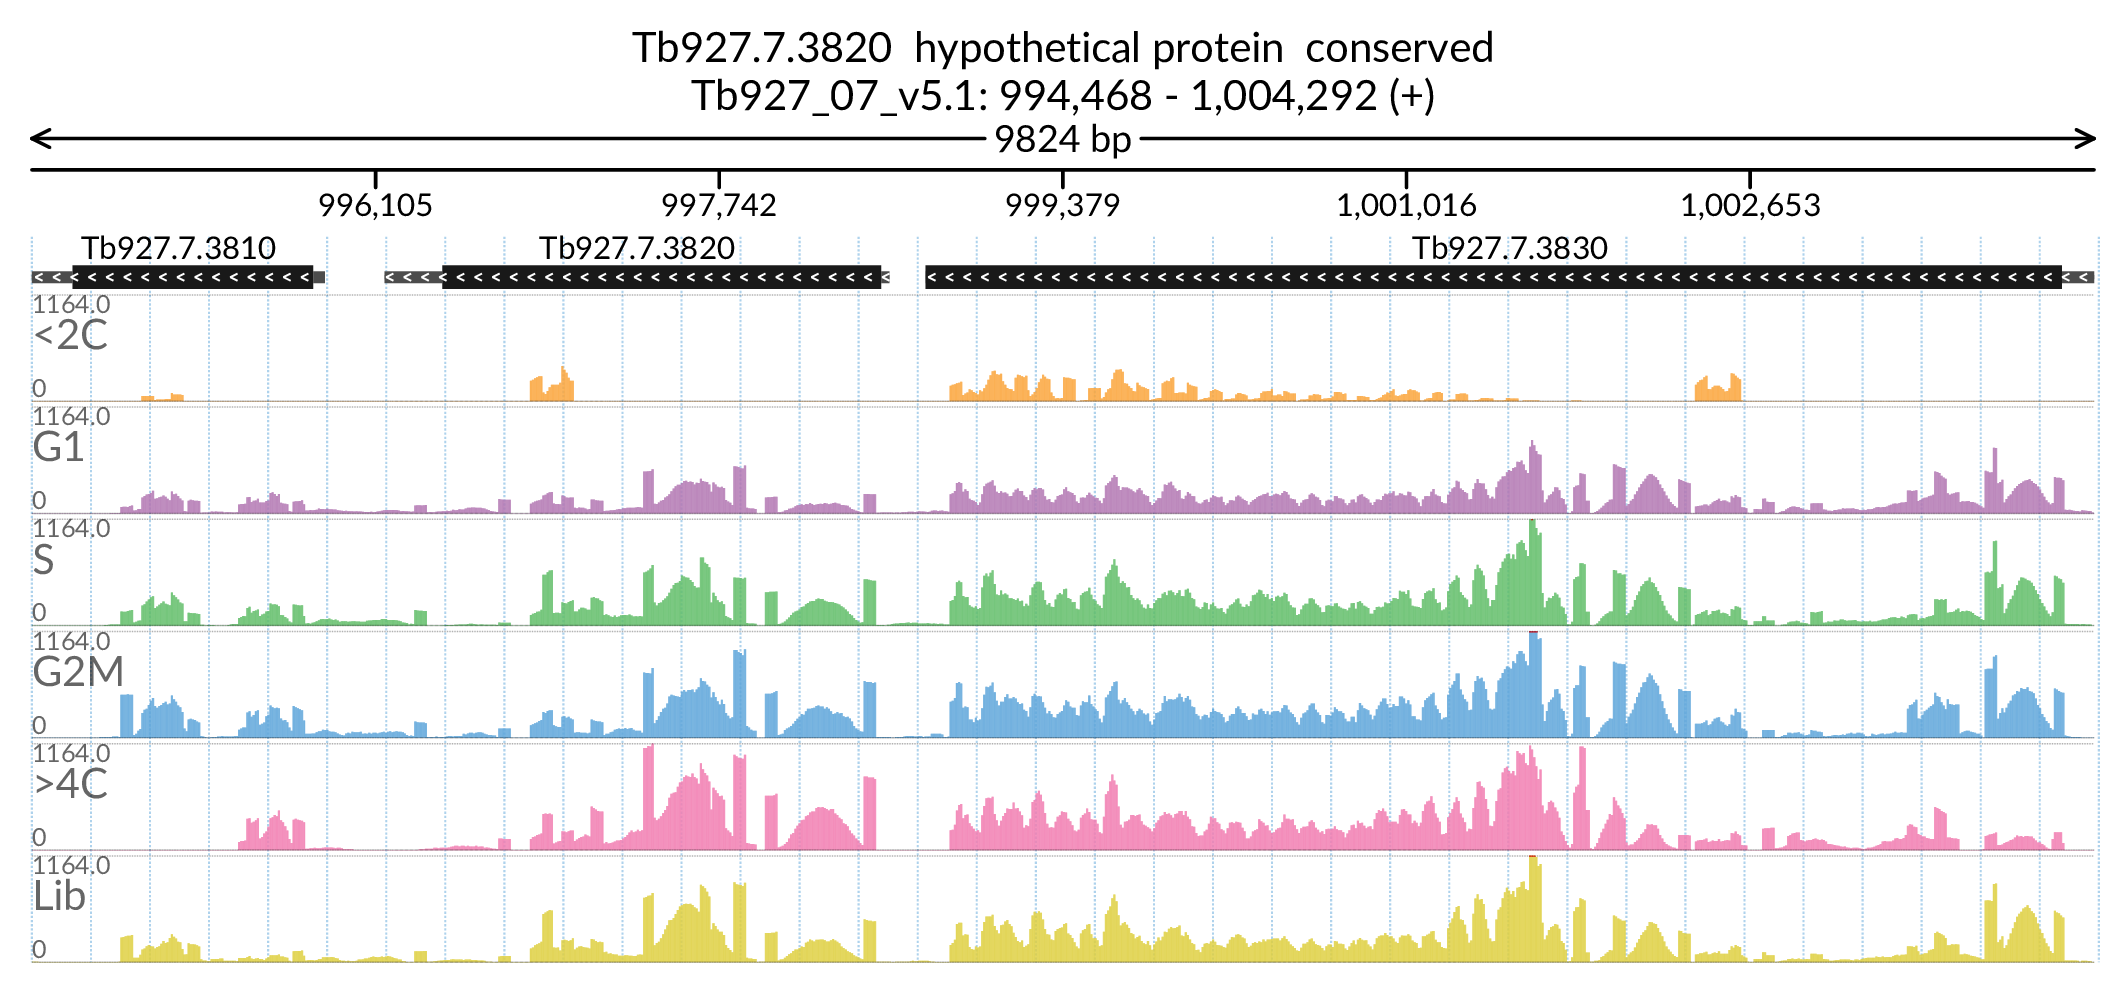 Tb927.7.3820  hypothetical protein  conserved
Tb927_07_v5.1: 994,468 - 1,004,292 (+)
9824 bp
996,105 997,742 999,379 1,001,016 1,002,653
Tb927.7.3810 Tb927.7.3820 Tb927.7.3830
1164.0
<2C
0
1164.0
G1
0
1164.0
S
0
1164.0
G2M
0
1164.0
>4C
0
1164.0
Lib
0